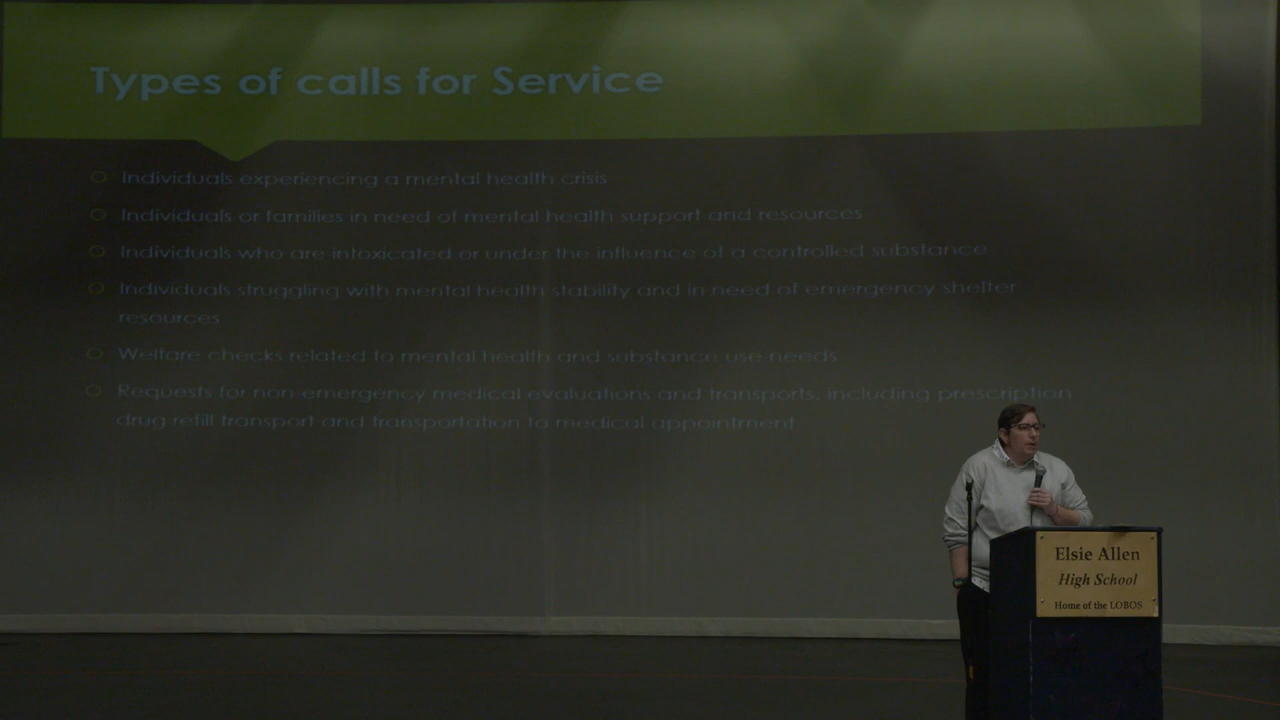 Types of calls for Service
Individuals experiencing a mental health crisis
Individuals or families in need of mental health support and resources
Individuals who are intoxicated or under the influence of a controlled substance
Individuals struggling with mental health stability and in need of emergency shelter
resources
Welfare checks related to mental health and substance use needs
Requests for non-emergency medical evaluations and transports, including prescription
drug refill transport and transportation to medical appointment
Elsie Allen
High School
Home of the LOBOS